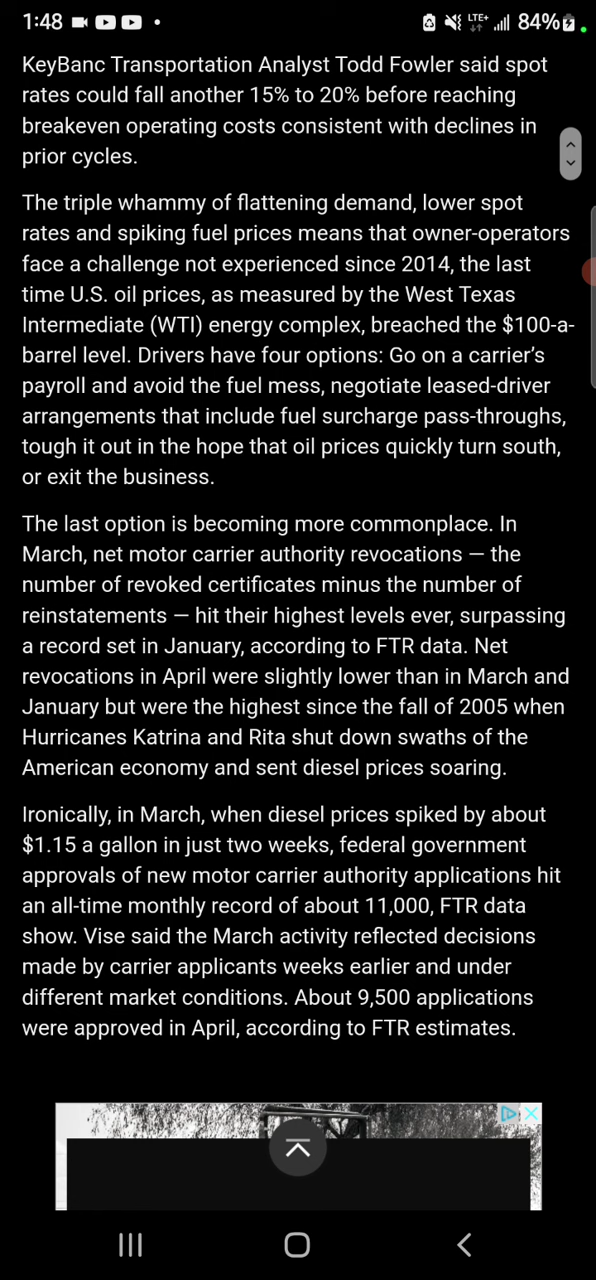 1:48
LTE+
84%
KeyBanc Transportation Analyst Todd Fowler said spot
rates could fall another 15% to 20% before reaching
breakeven operating costs consistent with declines in
prior cycles.
The triple whammy of flattening demand, lower spot
rates and spiking fuel prices means that owner-operators
face a challenge not experienced since 2014, the last
time U.S. oil prices, as measured by the West Texas
Intermediate (WTI) energy complex, breached the $100-a-
barrel level. Drivers have four options: Go on a carrier’s
payroll and avoid the fuel mess, negotiate leased-driver
arrangements that include fuel surcharge pass-throughs,
tough it out in the hope that oil prices quickly turn south,
or exit the business.
The last option is becoming more commonplace. In
March, net motor carrier authority revocations — the
number of revoked certificates minus the number of
reinstatements — hit their highest levels ever, surpassing
a record set in January, according to FTR data. Net
revocations in April were slightly lower than in March and
January but were the highest since the fall of 2005 when
Hurricanes Katrina and Rita shut down swaths of the
American economy and sent diesel prices soaring.
Ironically, in March, when diesel prices spiked by about
$1.15 a gallon in just two weeks, federal government
approvals of new motor carrier authority applications hit
an all-time monthly record of about 11,000, FTR data
show. Vise said the March activity reflected decisions
made by carrier applicants weeks earlier and under
different market conditions. About 9,500 applications
were approved in April, according to FTR estimates.